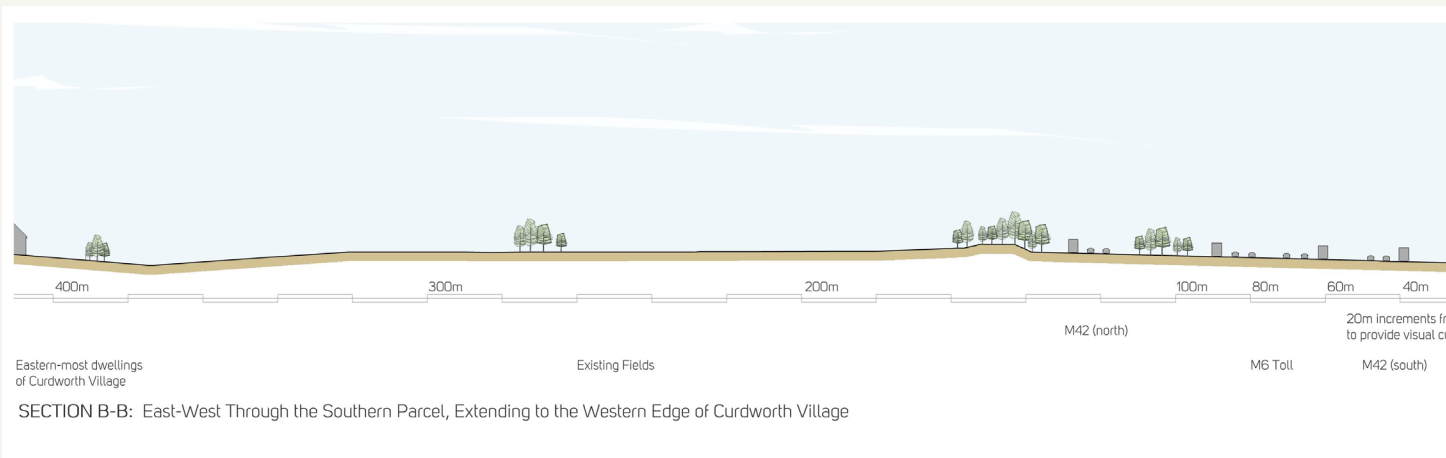 400m
300m
200m
100m
80m
60m
40m
20m increments
to provide visual
M42 (north)
Eastern-most dwellings
of Curdworth Village
Existing Fields
M6 Toll
M42 (south)
SECTION B-B: East-West Through the Southern Parcel, Extending to the Western Edge of Curdworth Village